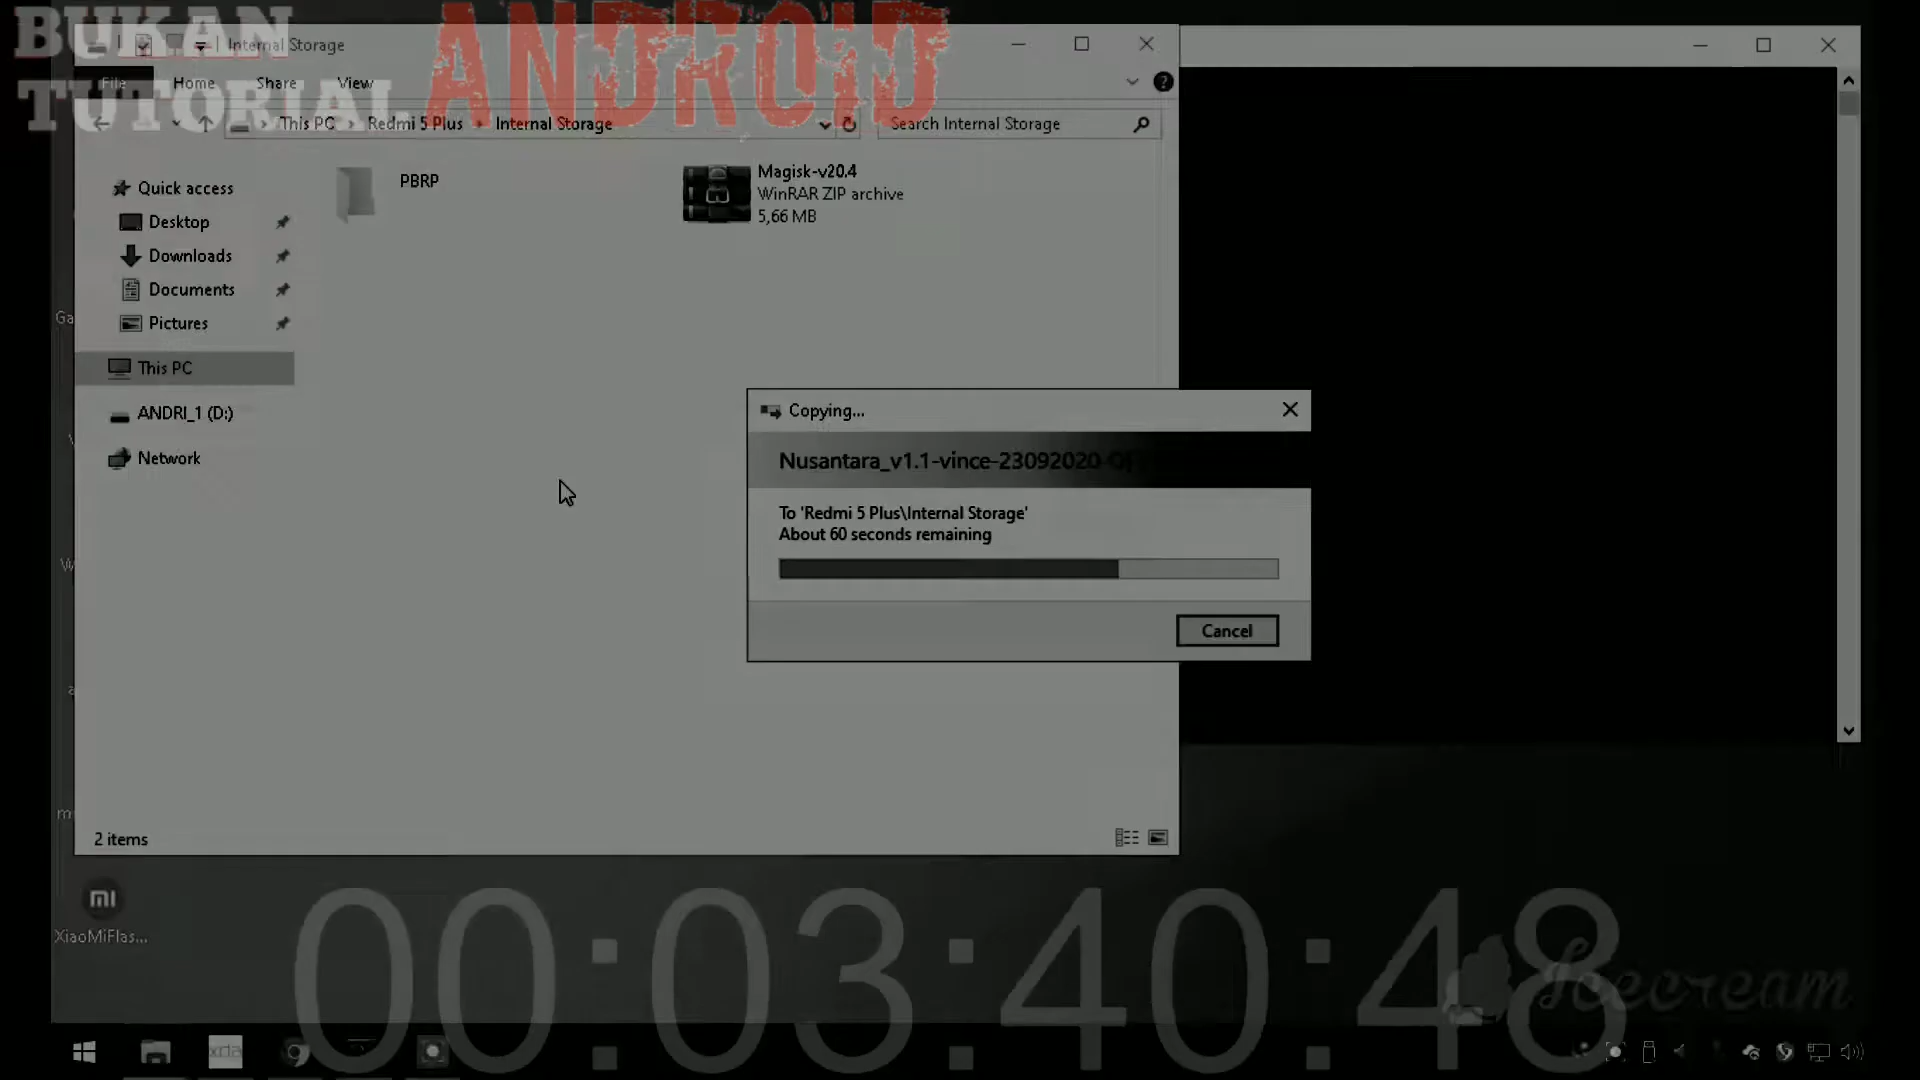 BUKAN
TUTORIAL
ANDROID
Internal Storage
File
Home
Share
View
This PC
Redmi 5 Plus
Internal Storage
Search Internal Storage
Quick access
Desktop
Downloads
Documents
Pictures
This PC
ANDRI_1 (D:)
Network
PBRP
Magisk-v20.4
WinRAR ZIP archive
5,66 MB
Copying...
Nusantara_v1.1-vince-23092020-
To 'Redmi 5 Plus\Internal Storage'
About 60 seconds remaining
Cancel
2 items
mi
XiaoMiFlas...
00:03:40:48
Icecream
xda